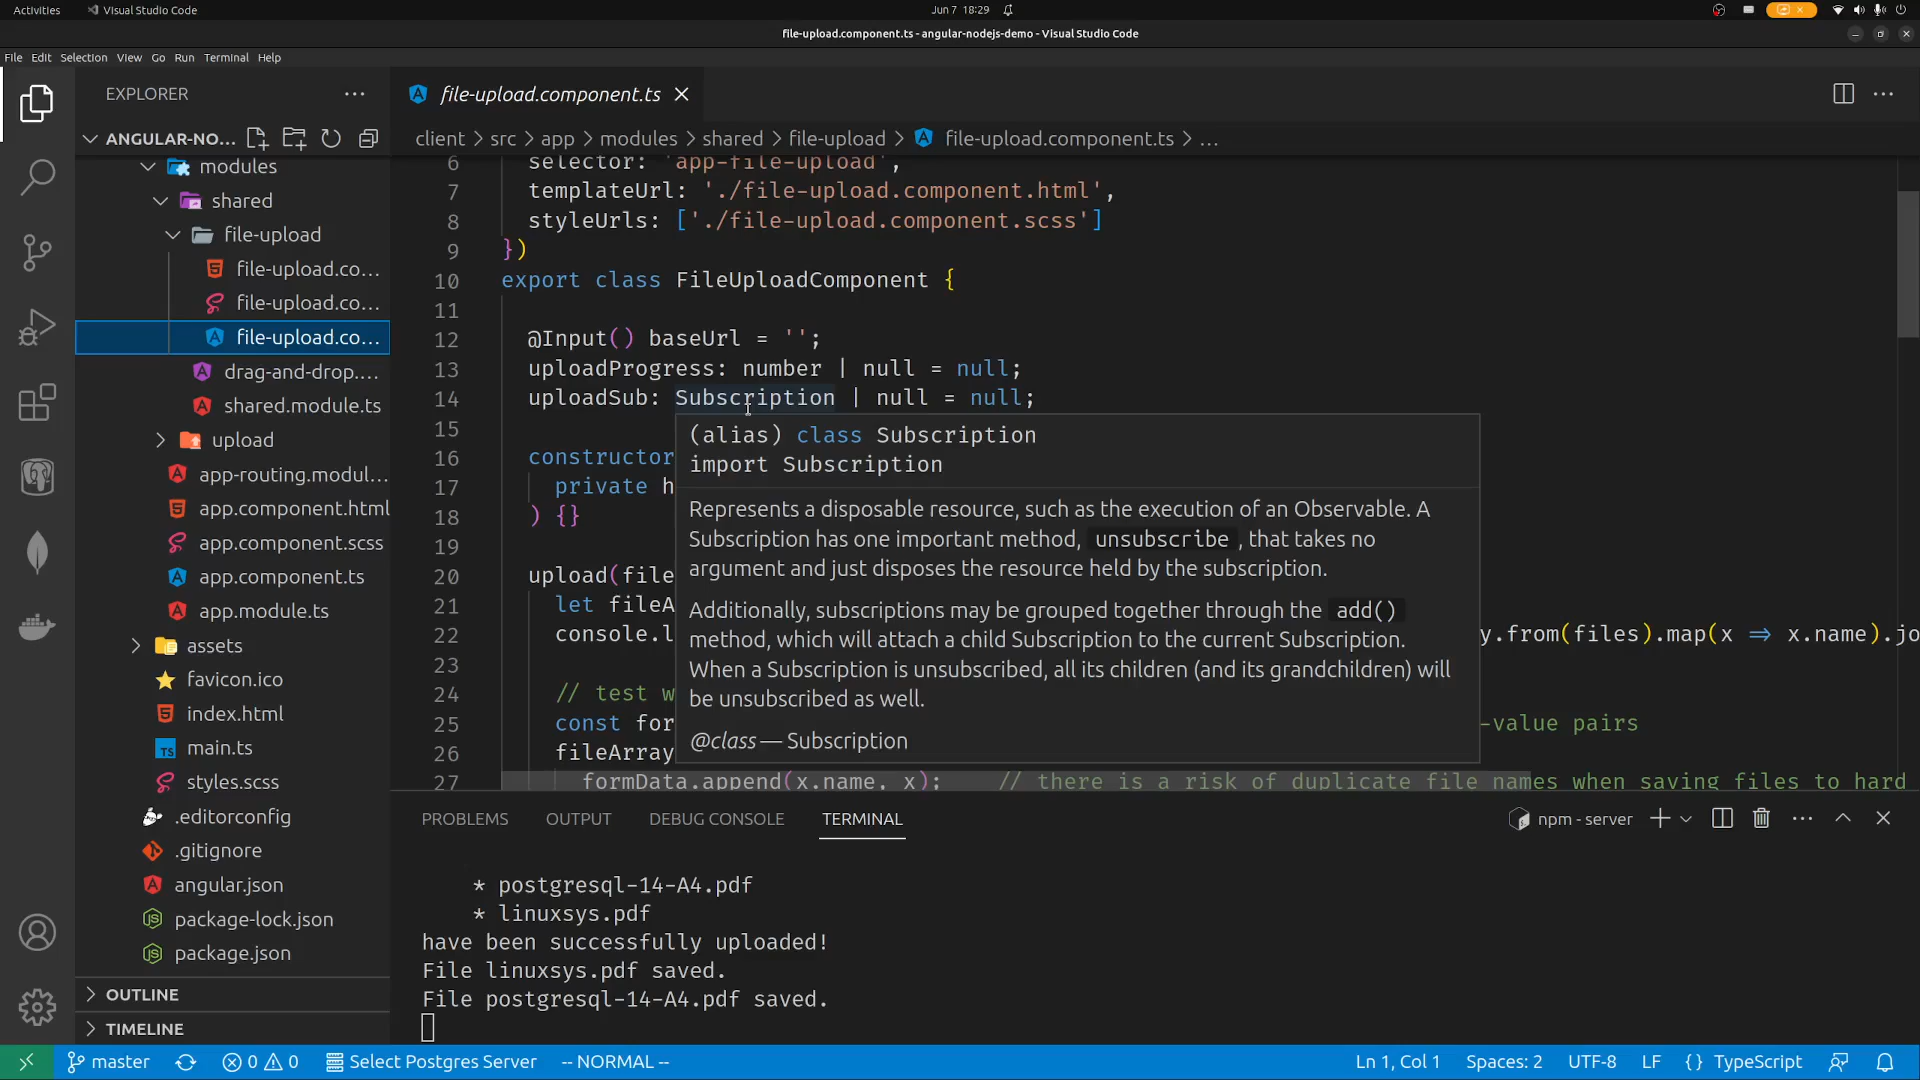 Activities
Visual Studio Code
Jun 7 18:29
file-upload.component.ts - angular-nodejs-demo - Visual Studio Code
File Edit Selection View Go Run Terminal Help
EXPLORER
ANGULAR-NO...
modules
shared
file-upload
file-upload.co...
file-upload.co...
file-upload.co...
drag-and-drop....
shared.module.ts
upload
app-routing.modul...
app.component.html
app.component.scss
app.component.ts
app.module.ts
assets
favicon.ico
index.html
main.ts
styles.scss
.editorconfig
.gitignore
angular.json
package-lock.json
package.json
OUTLINE
TIMELINE
file-upload.component.ts
client > src > app > modules > shared > file-upload > file-upload.component.ts > ...
6 selector: 'app-file-upload',
7 templateUrl: './file-upload.component.html',
8 styleUrls: ['./file-upload.component.scss']
9 })
10 export class FileUploadComponent {
11
12 @Input() baseUrl = '';
13 uploadProgress: number | null = null;
14 uploadSub: Subscription | null = null;
15
16 constructor
17 private h
18 ) {}
19
20 upload(file
21 let fileA
22 console.l y.from(files).map(x => x.name).jo
23
24 // test w
25 const for -value pairs
26 fileArray
27 formData.append(x.name, x); // there is a risk of duplicate file names when saving files to hard
(alias) class Subscription
import Subscription
Represents a disposable resource, such as the execution of an Observable. A
Subscription has one important method, unsubscribe, that takes no
argument and just disposes the resource held by the subscription.
Additionally, subscriptions may be grouped together through the add()
method, which will attach a child Subscription to the current Subscription.
When a Subscription is unsubscribed, all its children (and its grandchildren) will
be unsubscribed as well.
@class — Subscription
PROBLEMS OUTPUT DEBUG CONSOLE TERMINAL
npm - server
* postgresql-14-A4.pdf
* linuxsys.pdf
have been successfully uploaded!
File linuxsys.pdf saved.
File postgresql-14-A4.pdf saved.
master
0 0
Select Postgres Server
-- NORMAL --
Ln 1, Col 1
Spaces: 2
UTF-8
LF
{ } TypeScript